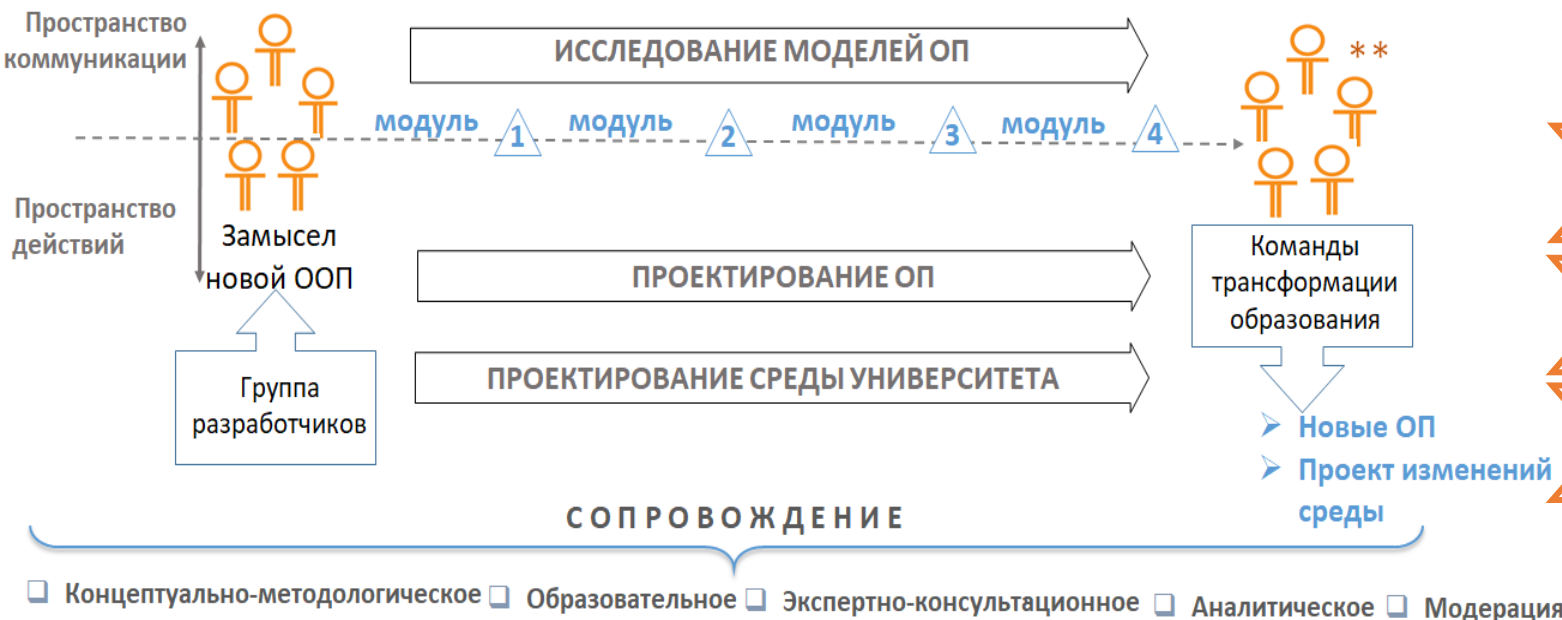 Пространство
коммуникации
ИССЛЕДОВАНИЕ МОДЕЛЕЙ ОП
**
модуль 1 модуль 2 модуль 3 модуль 4
Пространство
действий
Замысел
новой ООП
Группа
разработчиков
ПРОЕКТИРОВАНИЕ ОП
ПРОЕКТИРОВАНИЕ СРЕДЫ УНИВЕРСИТЕТА
Команды
трансформации
образования
Новые ОП
Проект изменений
среды
СОПРОВОЖДЕНИЕ
Концептуально-методологическое Образовательное Экспертно-консультационное Аналитическое Модерация